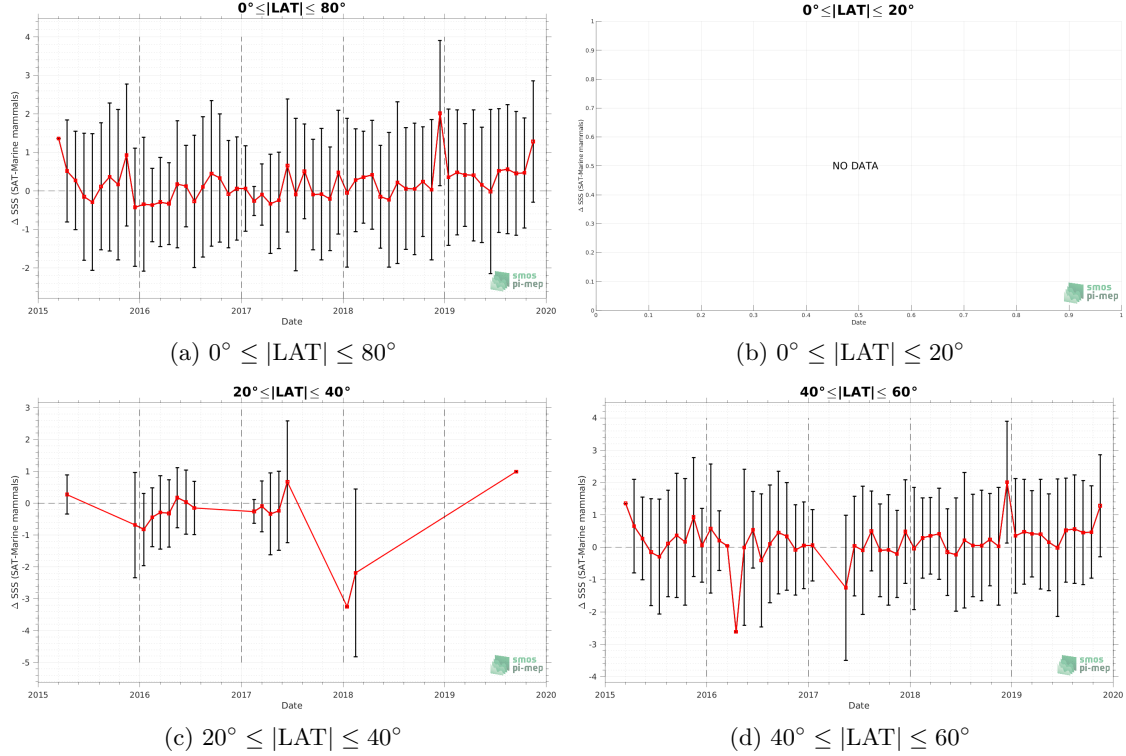 0°≤|LAT|≤ 80°
4
3
2
1
0
-1
-2
Δ SSS (SAT-Marine mammals)
smos
pi-mep
2015 2016 2017 2018 2019 2020
Date
(a) 0° ≤ |LAT| ≤ 80°
0°≤|LAT|≤ 20°
1
0.9
0.8
0.7
0.6
0.5
0.4
0.3
0.2
0.1
0
Δ SSS (SAT-Marine mammals)
NO DATA
smos
pi-mep
0 0.1 0.2 0.3 0.4 0.5 0.6 0.7 0.8 0.9 1
Date
(b) 0° ≤ |LAT| ≤ 20°
20°≤|LAT|≤ 40°
3
2
1
0
-1
-2
-3
-4
-5
Δ SSS (SAT-Marine mammals)
smos
pi-mep
2015 2016 2017 2018 2019 2020
Date
(c) 20° ≤ |LAT| ≤ 40°
40°≤|LAT|≤ 60°
4
3
2
1
0
-1
-2
-3
-4
Δ SSS (SAT-Marine mammals)
smos
pi-mep
2015 2016 2017 2018 2019 2020
Date
(d) 40° ≤ |LAT| ≤ 60°